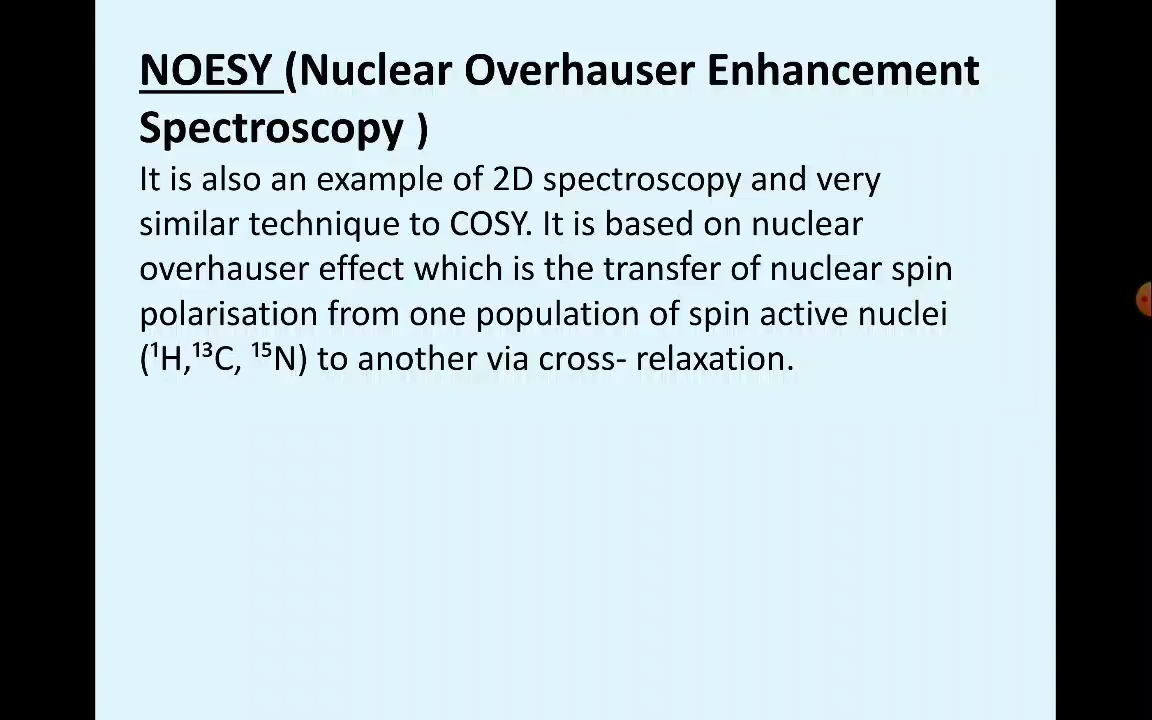 NOESY (Nuclear Overhauser Enhancement
Spectroscopy )
It is also an example of 2D spectroscopy and very
similar technique to COSY. It is based on nuclear
overhauser effect which is the transfer of nuclear spin
polarisation from one population of spin active nuclei
(¹H,¹³C, ¹⁵N) to another via cross- relaxation.